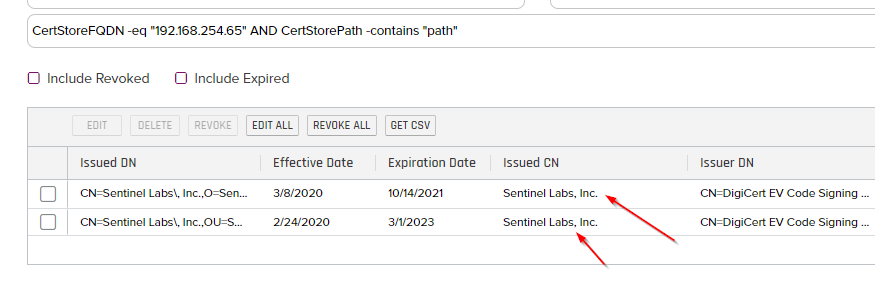 CertStoreFQDN -eq "192.168.254.65" AND CertStorePath -contains "path"
Include Revoked Include Expired
EDIT DELETE REVOKE EDIT ALL REVOKE ALL GET CSV
Issued DN Effective Date Expiration Date Issued CN Issuer DN
CN=Sentinel Labs\, Inc.,O=Sen... 3/8/2020 10/14/2021 Sentinel Labs, Inc. CN=DigiCert EV Code Signing ...
CN=Sentinel Labs\, Inc.,OU=S... 2/24/2020 3/1/2023 Sentinel Labs, Inc. CN=DigiCert EV Code Signing ...